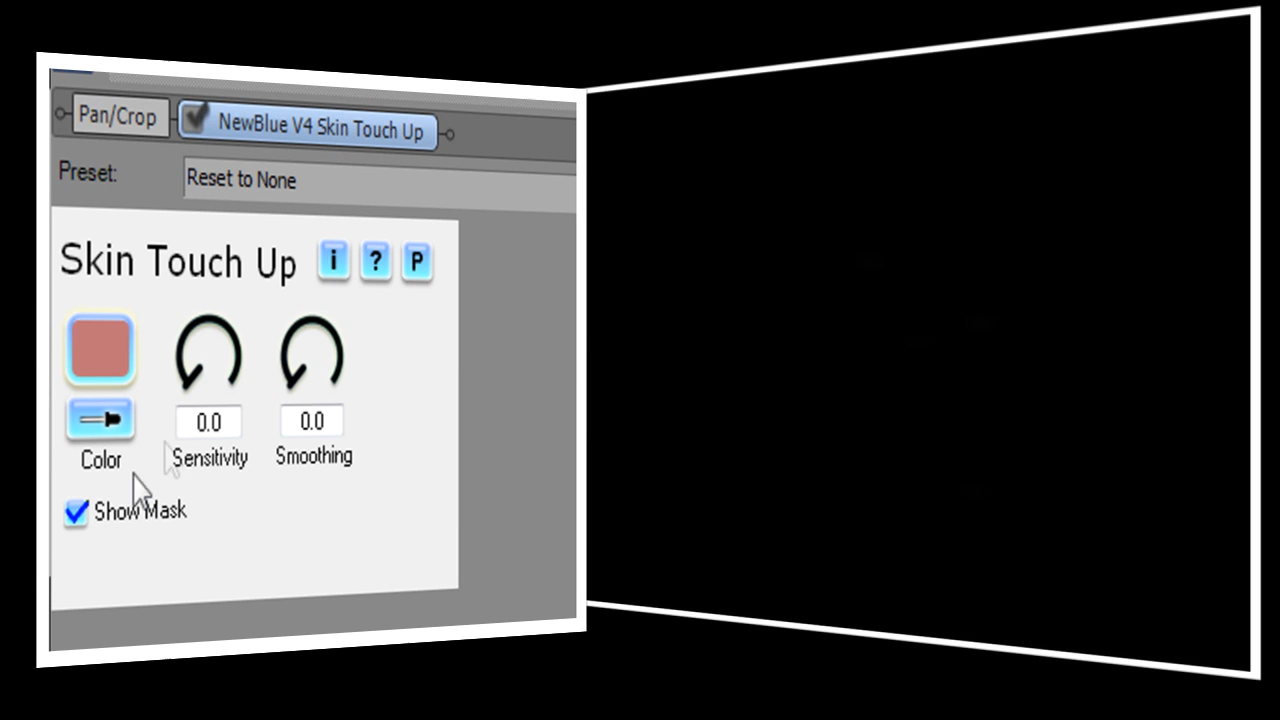 Pan/Crop
NewBlue V4 Skin Touch Up
Preset:
Reset to None
Skin Touch Up
i
?
P
0.0
0.0
Color
Sensitivity
Smoothing
Show Mask